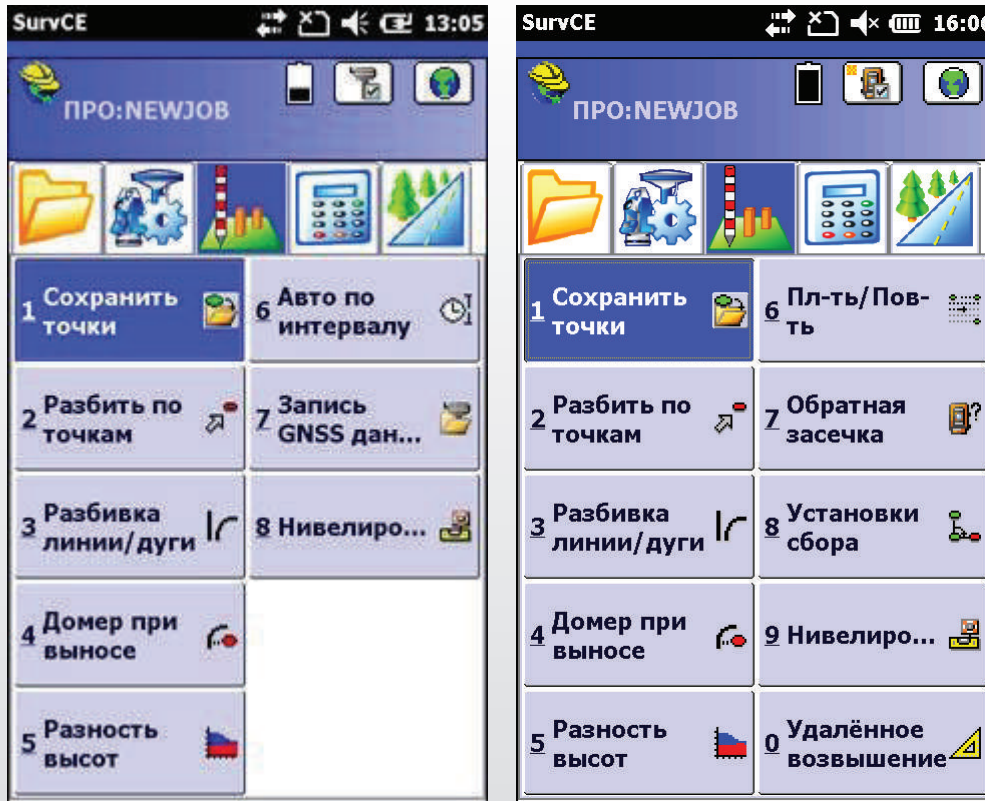 SurvCE 13:05
ПРО:NEWJOB
1 Сохранить
точки
6 Авто по
интервалу
2 Разбить по
точкам
7 Запись
GNSS дан...
3 Разбивка
линии/дуги
8 Нивелиро...
4 Домер при
выносе
5 Разность
высот
SurvCE 16:06
ПРО:NEWJOB
1 Сохранить
точки
6 Пл-ть/Пов-
ть
2 Разбить по
точкам
7 Обратная
засечка
3 Разбивка
линии/дуги
8 Установки
сбора
4 Домер при
выносе
9 Нивелиро...
5 Разность
высот
0 Удалённое
возвышение